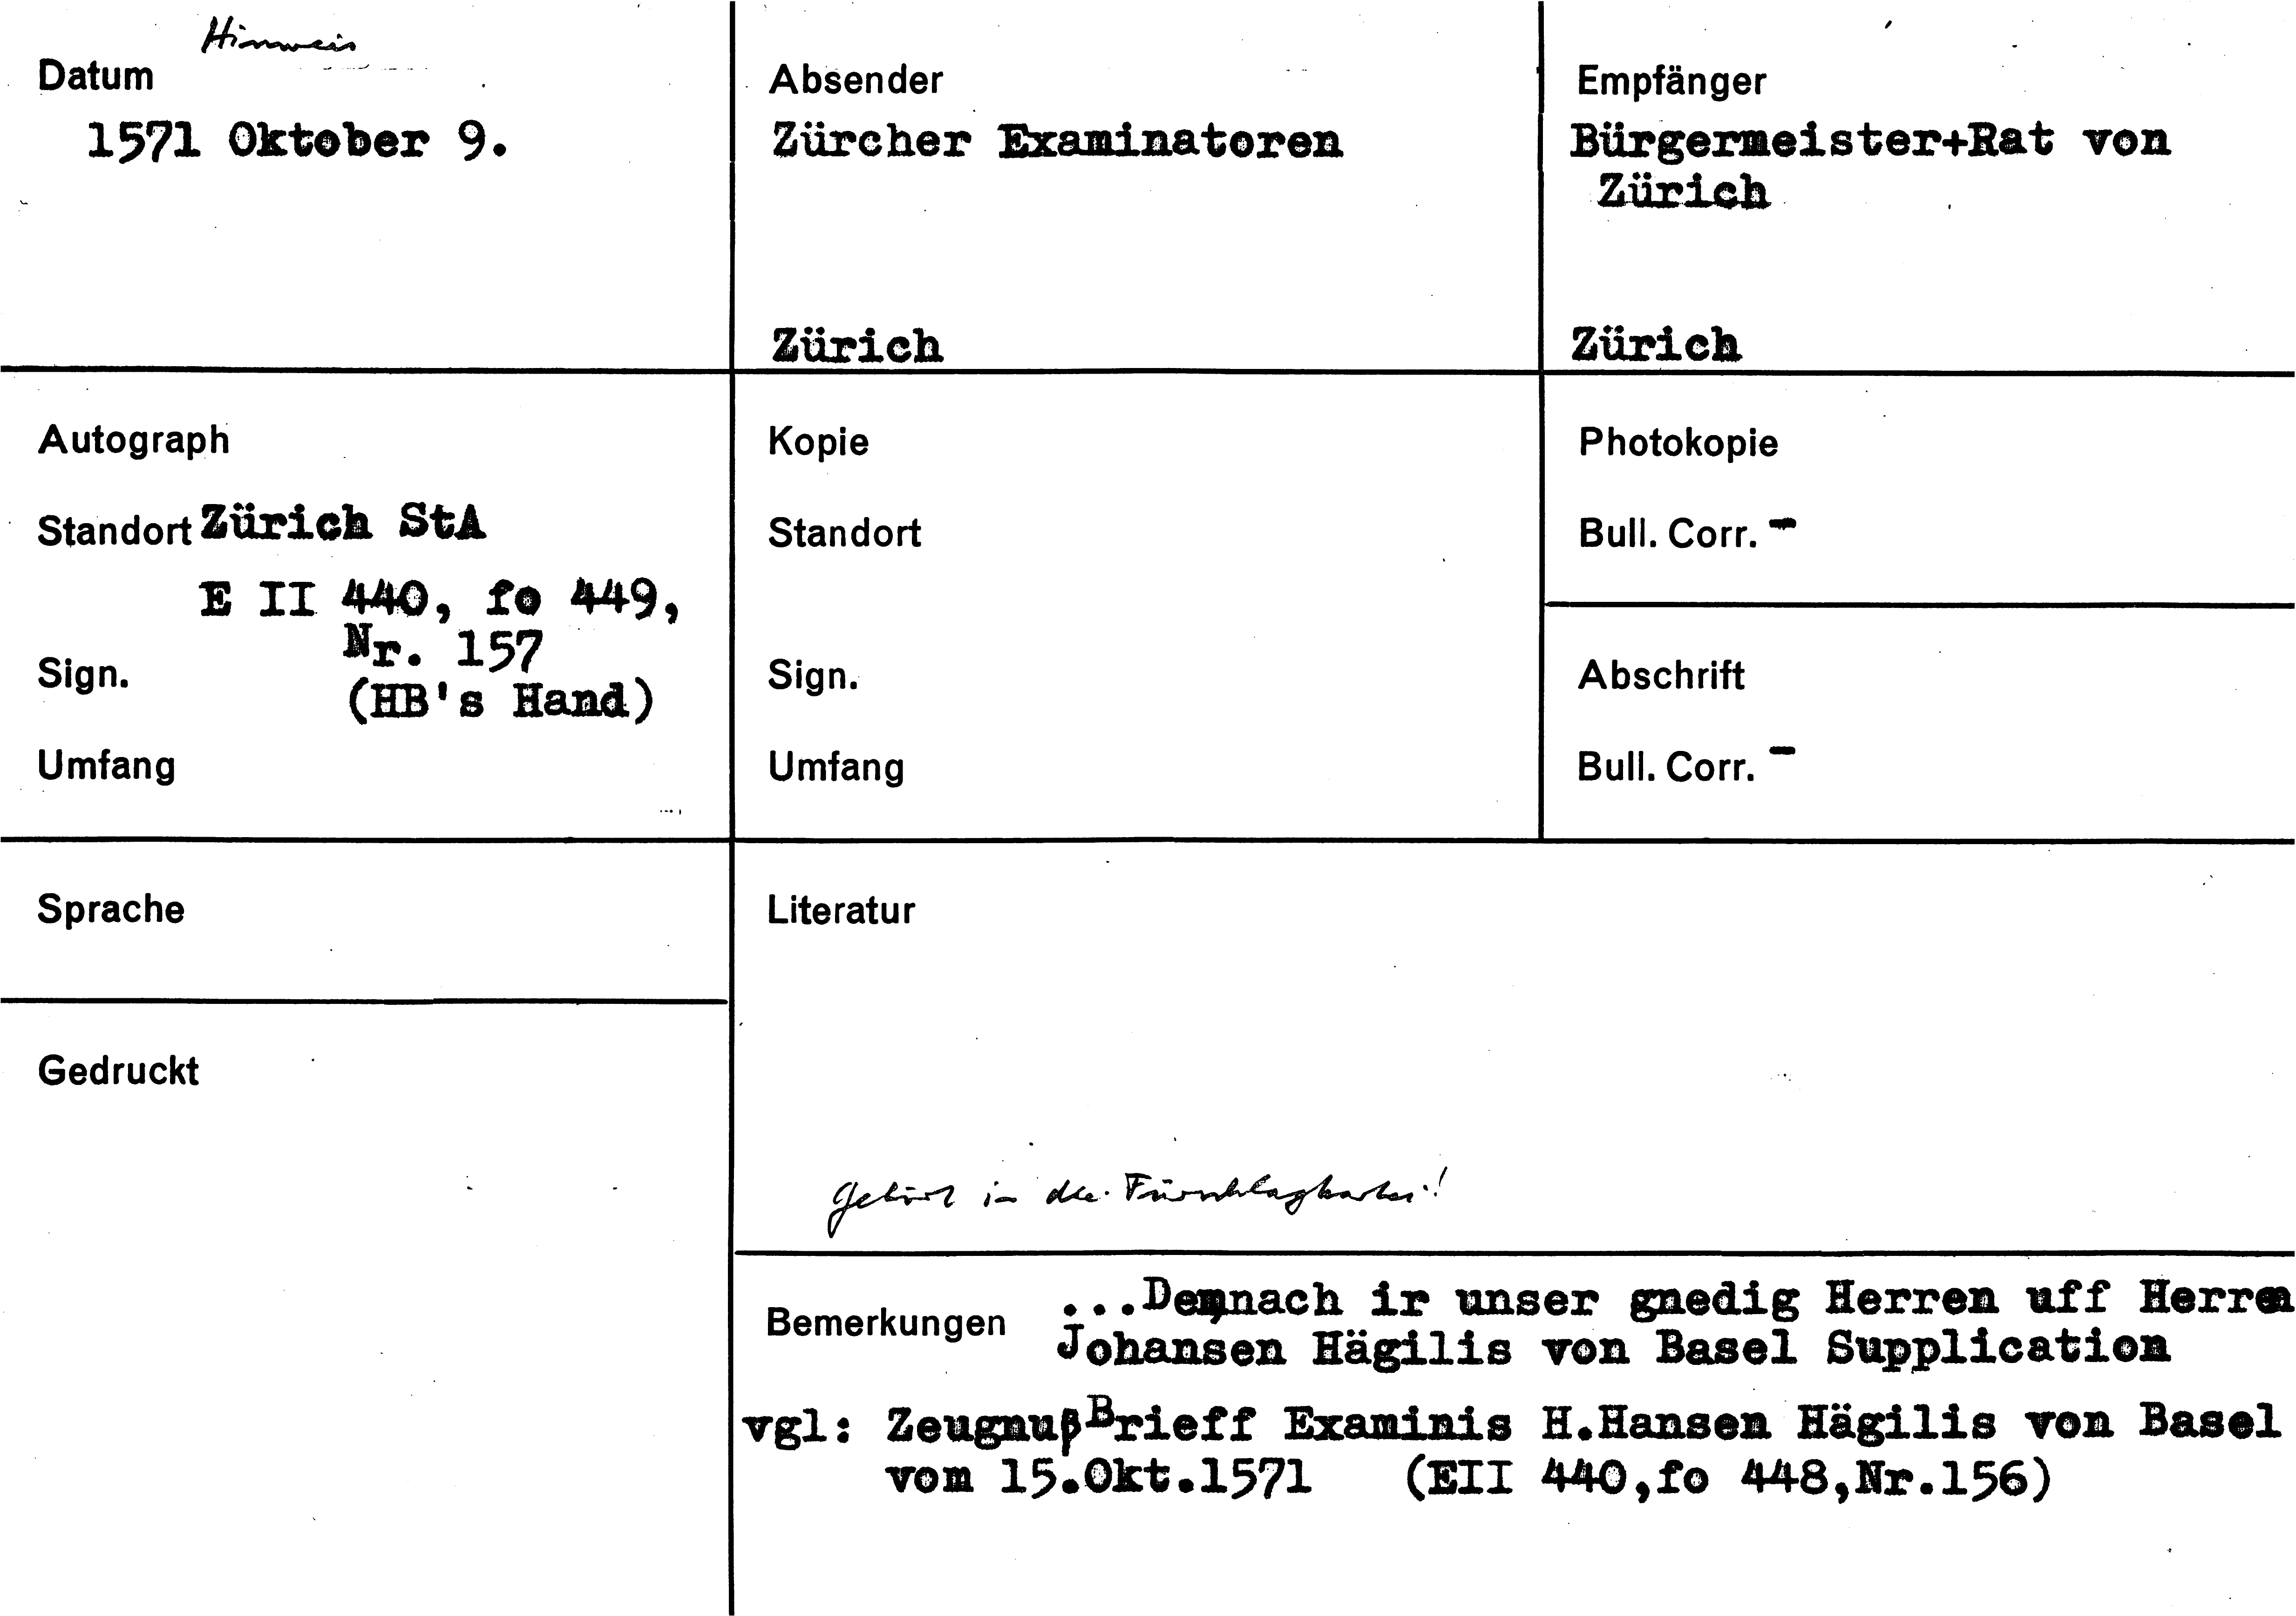 Hinweis
Datum
1571 Oktober 9.
Absender
Zürcher Examinatoren
Zürich
Empfänger
Bürgermeister+Rat von
Zürich
Zürich
Autograph
Standort Zürich StA
E II 440, fo 449,
Nr. 157
Sign.
(HB's Hand)
Umfang
Kopie
Standort
Sign.
Umfang
Photokopie
Bull. Corr. -
Abschrift
Bull. Corr. -
Sprache
Gedruckt
Literatur
Gehört in die Fürschlagkartei!
Bemerkungen
...Demnach ir unser gnedig Herren uff Herren
Johansen Hägilis von Basel Supplication
vgl: Zeugnuß Brieff Examinis H.Hansen Hägilis von Basel
vom 15.Okt.1571 (EII 440,fo 448,Nr.156)